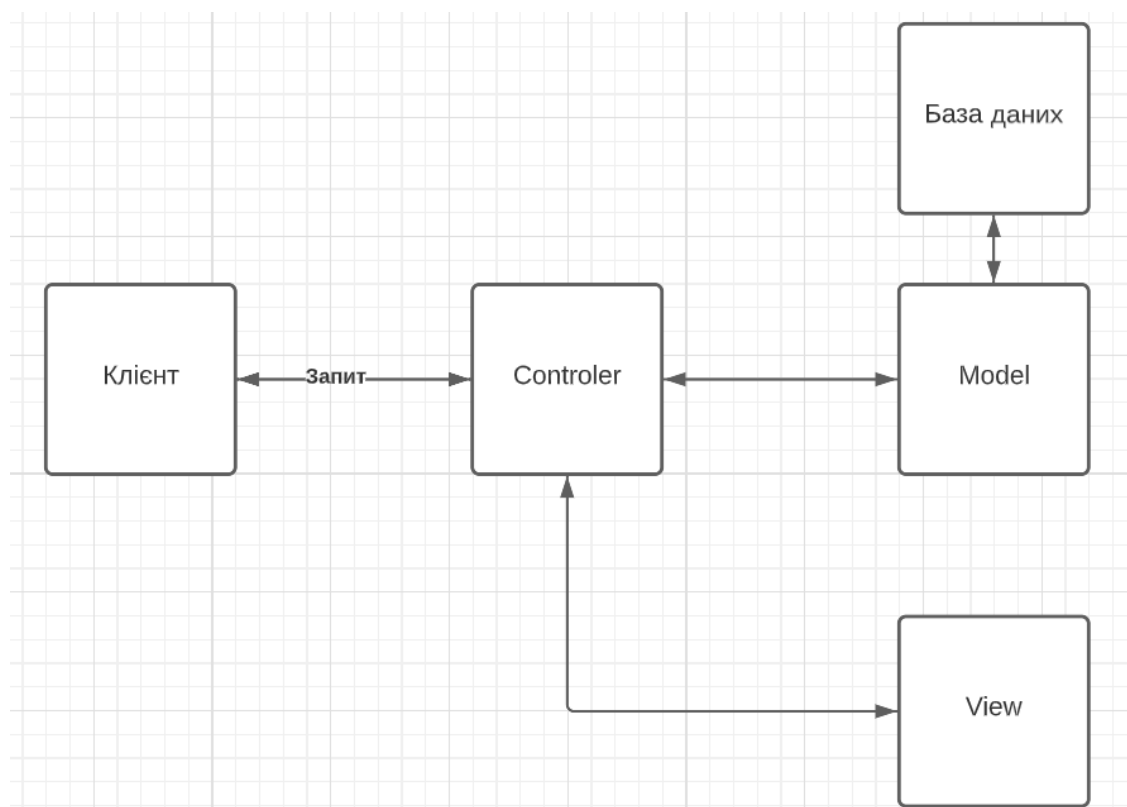 База даних
Клієнт
Запит
Controler
Model
View